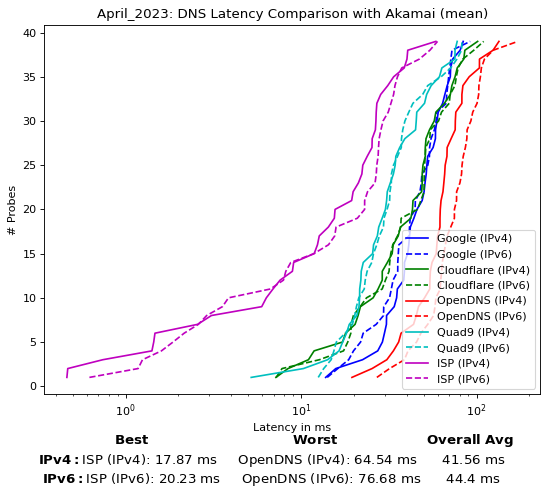 April_2023: DNS Latency Comparison with Akamai (mean)
# Probes
40
35
30
25
20
15
10
5
0
Google (IPv4)
Google (IPv6)
Cloudflare (IPv4)
Cloudflare (IPv6)
OpenDNS (IPv4)
OpenDNS (IPv6)
Quad9 (IPv4)
Quad9 (IPv6)
ISP (IPv4)
ISP (IPv6)
10⁰ 10¹ 10²
Latency in ms
Best Worst Overall Avg
IPv4: ISP (IPv4): 17.87 ms OpenDNS (IPv4): 64.54 ms 41.56 ms
IPv6: ISP (IPv6): 20.23 ms OpenDNS (IPv6): 76.68 ms 44.4 ms